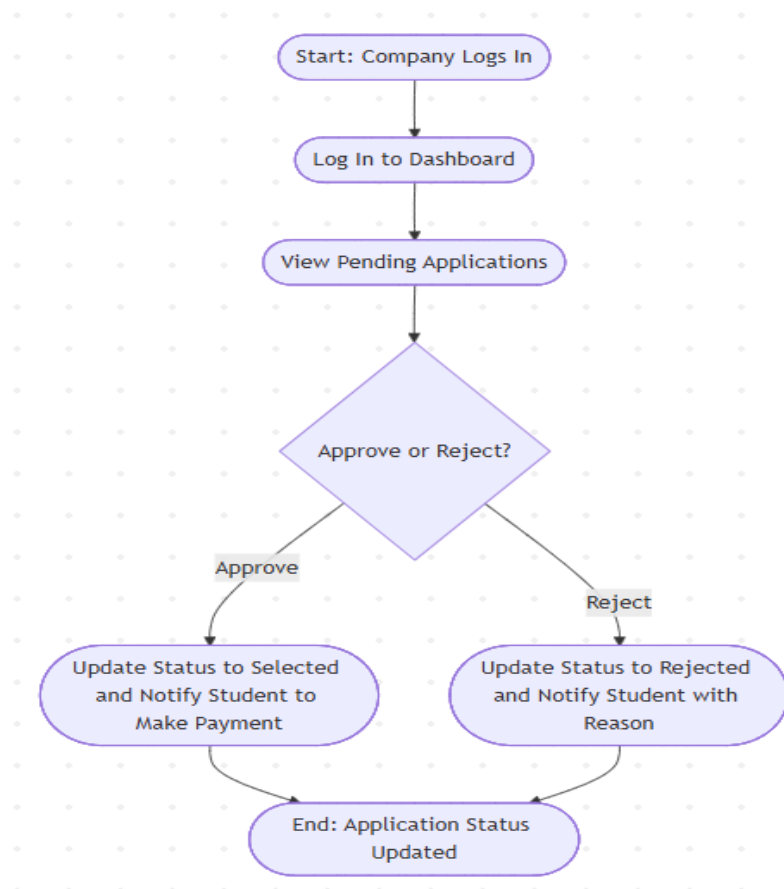 Start: Company Logs In
Log In to Dashboard
View Pending Applications
Approve or Reject?
Approve
Reject
Update Status to Selected
and Notify Student to
Make Payment
Update Status to Rejected
and Notify Student with
Reason
End: Application Status
Updated